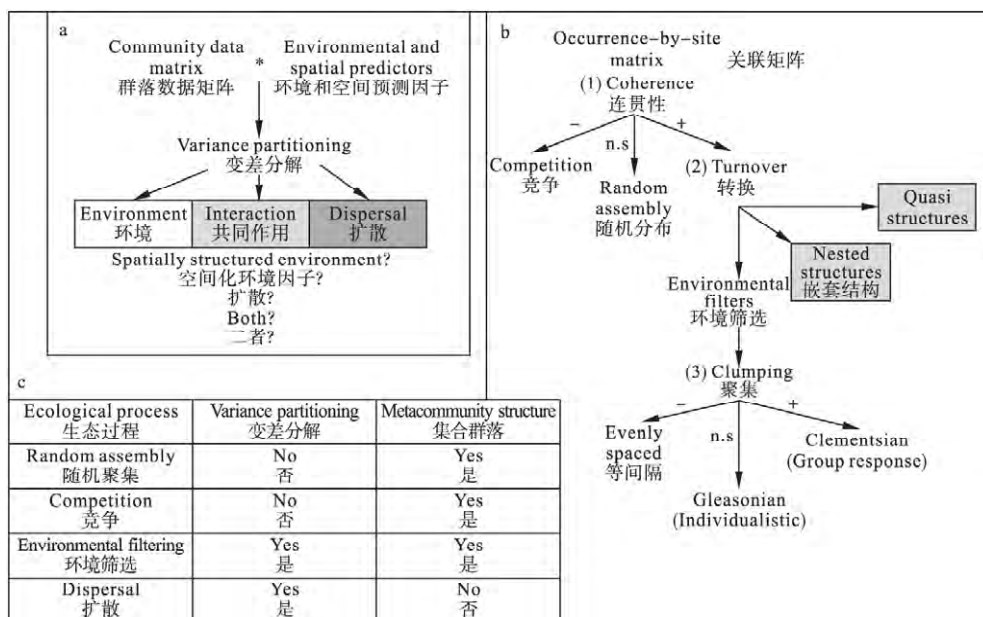 a
Community data
matrix
群落数据矩阵
*
Environmental and
spatial predictors
环境和空间预测因子
Variance partitioning
变差分解
Environment
环境
Interaction
共同作用
Dispersal
扩散
Spatially structured environment?
空间化环境因子?
扩散?
Both?
二者?
b
Occurrence-by-site
matrix
关联矩阵
(1) Coherence
连贯性
−
n.s
+
Competition
竞争
Random
assembly
随机分布
(2) Turnover
转换
Quasi
structures
Nested
structures
嵌套结构
Environmental
filters
环境筛选
(3) Clumping
聚集
−
n.s
+
Evenly
spaced
等间隔
Gleasonian
(Individualistic)
Clementsian
(Group response)
c
Ecological process
生态过程
Variance partitioning
变差分解
Metacommunity structure
集合群落
Random assembly
随机聚集
No
否
Yes
是
Competition
竞争
No
否
Yes
是
Environmental filtering
环境筛选
Yes
是
Yes
是
Dispersal
扩散
Yes
是
No
否